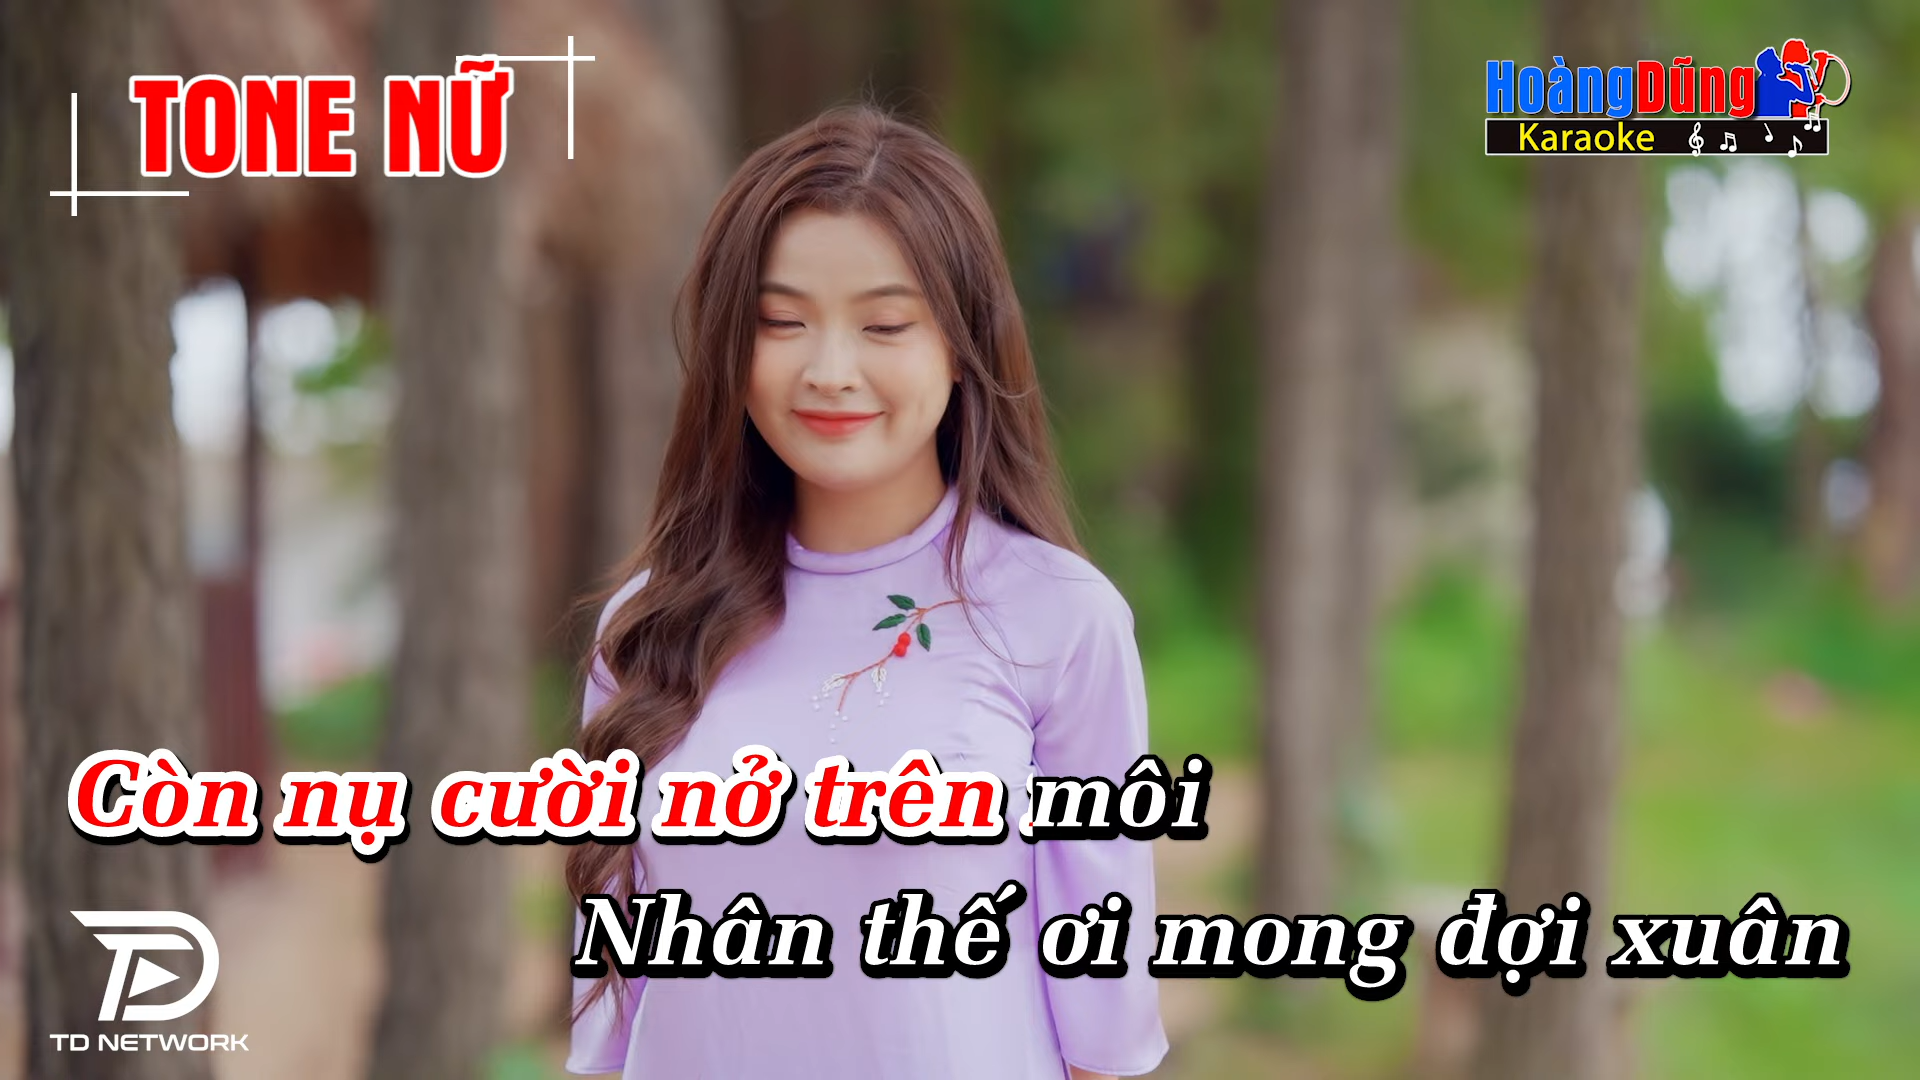 TONE NỮ
HoàngDũng
Karaoke
Còn nụ cười nở trên môi
Nhân thế ơi mong đợi xuân
TD NETWORK